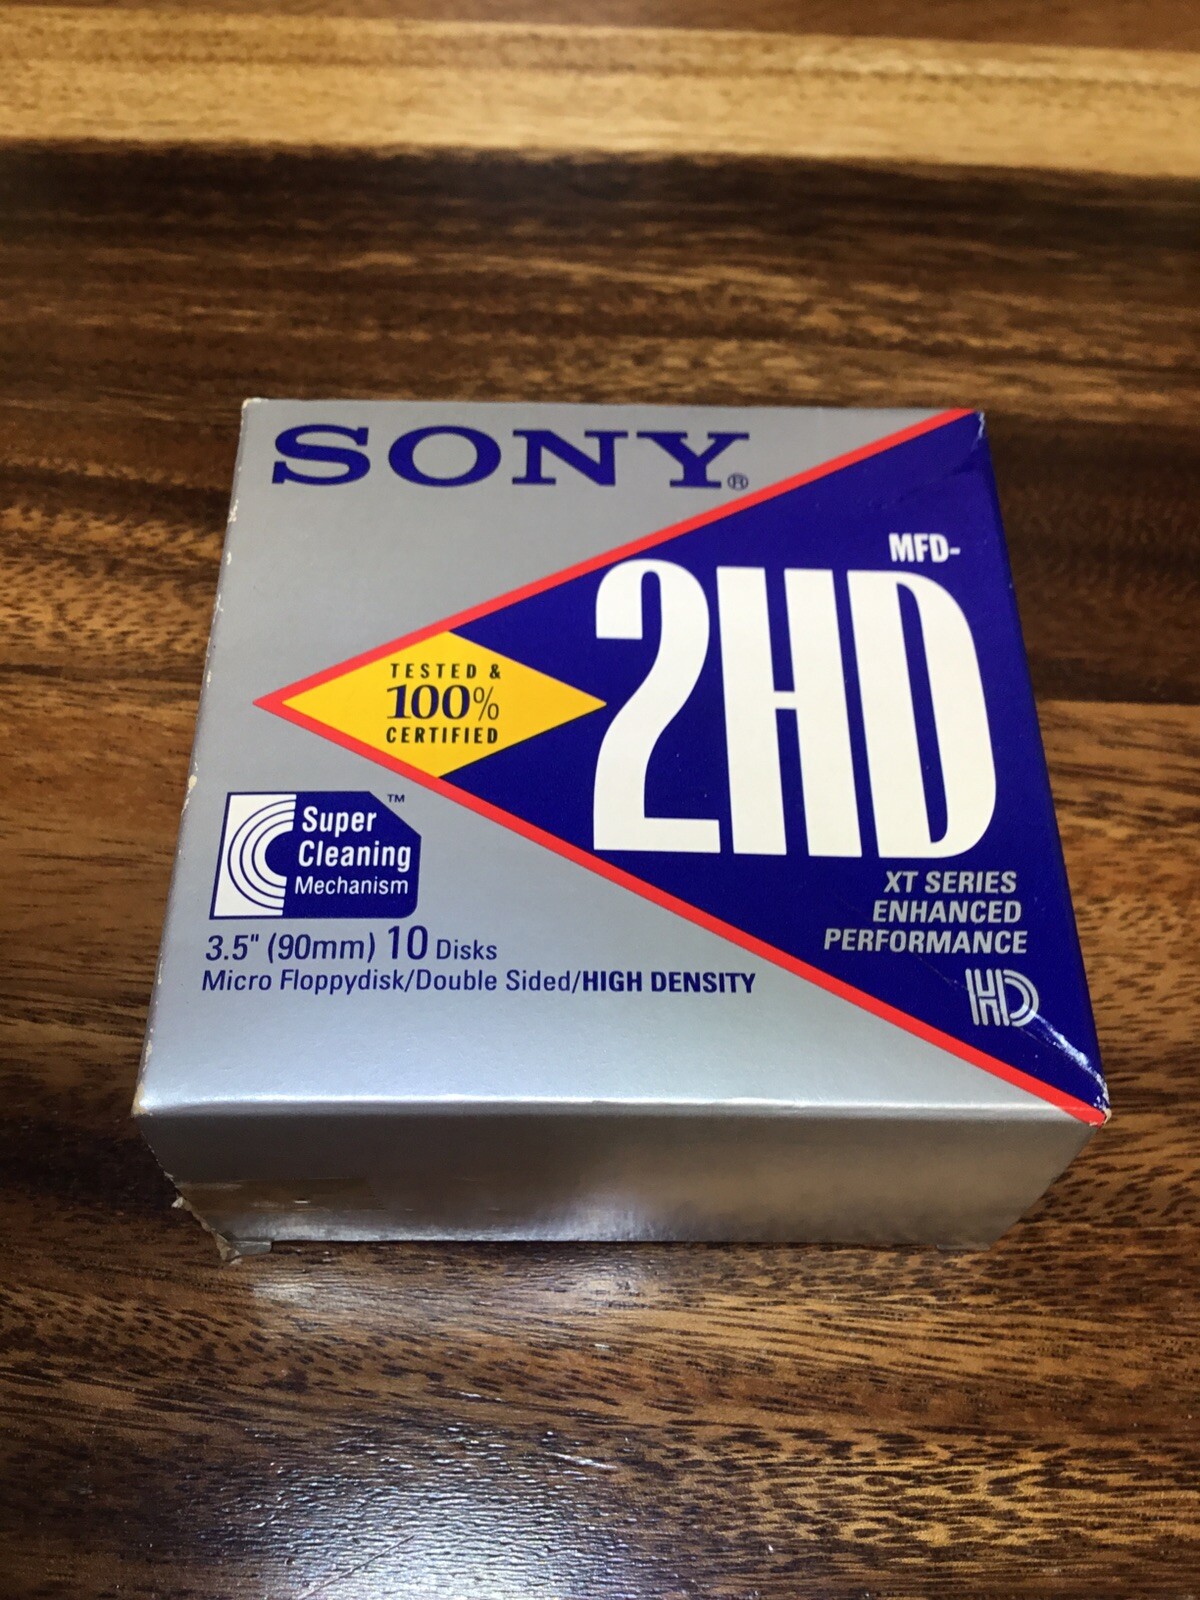 SONY®
MFD-
2HD
TESTED &
100%
CERTIFIED
Super ™
Cleaning
Mechanism
XT SERIES
ENHANCED
PERFORMANCE
3.5" (90mm) 10 Disks
Micro Floppydisk/Double Sided/HIGH DENSITY
HD